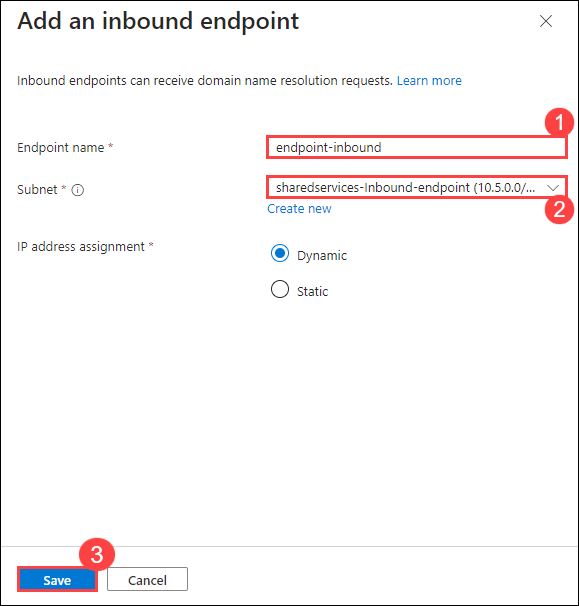 Add an inbound endpoint
Inbound endpoints can receive domain name resolution requests. Learn more
1
Endpoint name * endpoint-inbound
Subnet * sharedservices-Inbound-endpoint (10.5.0.0/...
2
Create new
IP address assignment * Dynamic
Static
3
Save Cancel